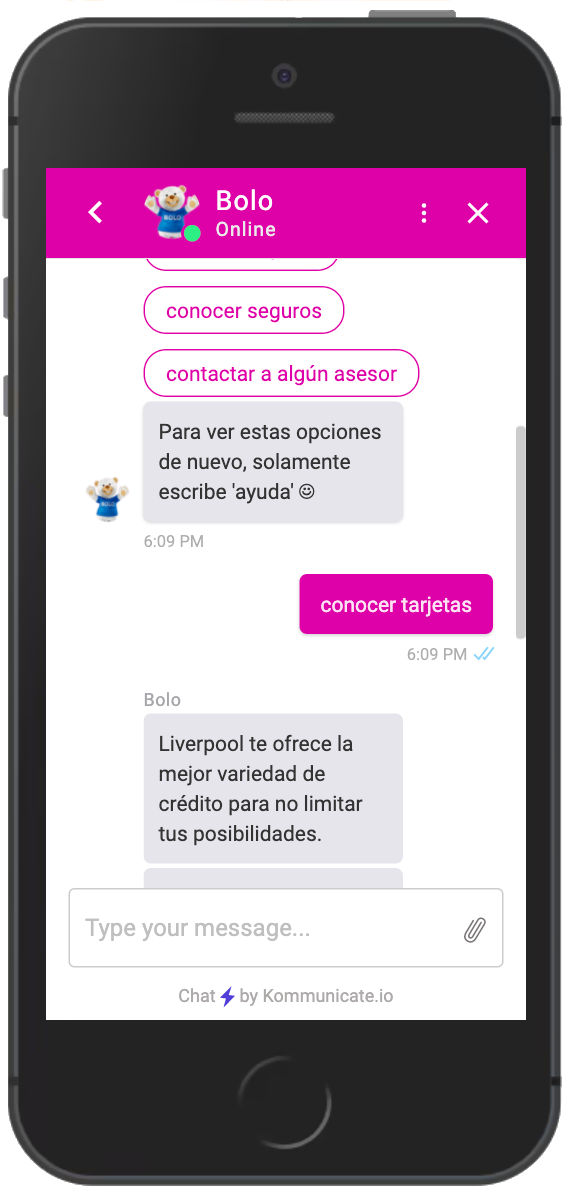 Bolo
Online
conocer seguros
contactar a algún asesor
Para ver estas opciones
de nuevo, solamente
escribe 'ayuda' ☺
6:09 PM
conocer tarjetas
6:09 PM
Bolo
Liverpool te ofrece la
mejor variedad de
crédito para no limitar
tus posibilidades.
Type your message...
Chat by Kommunicate.io